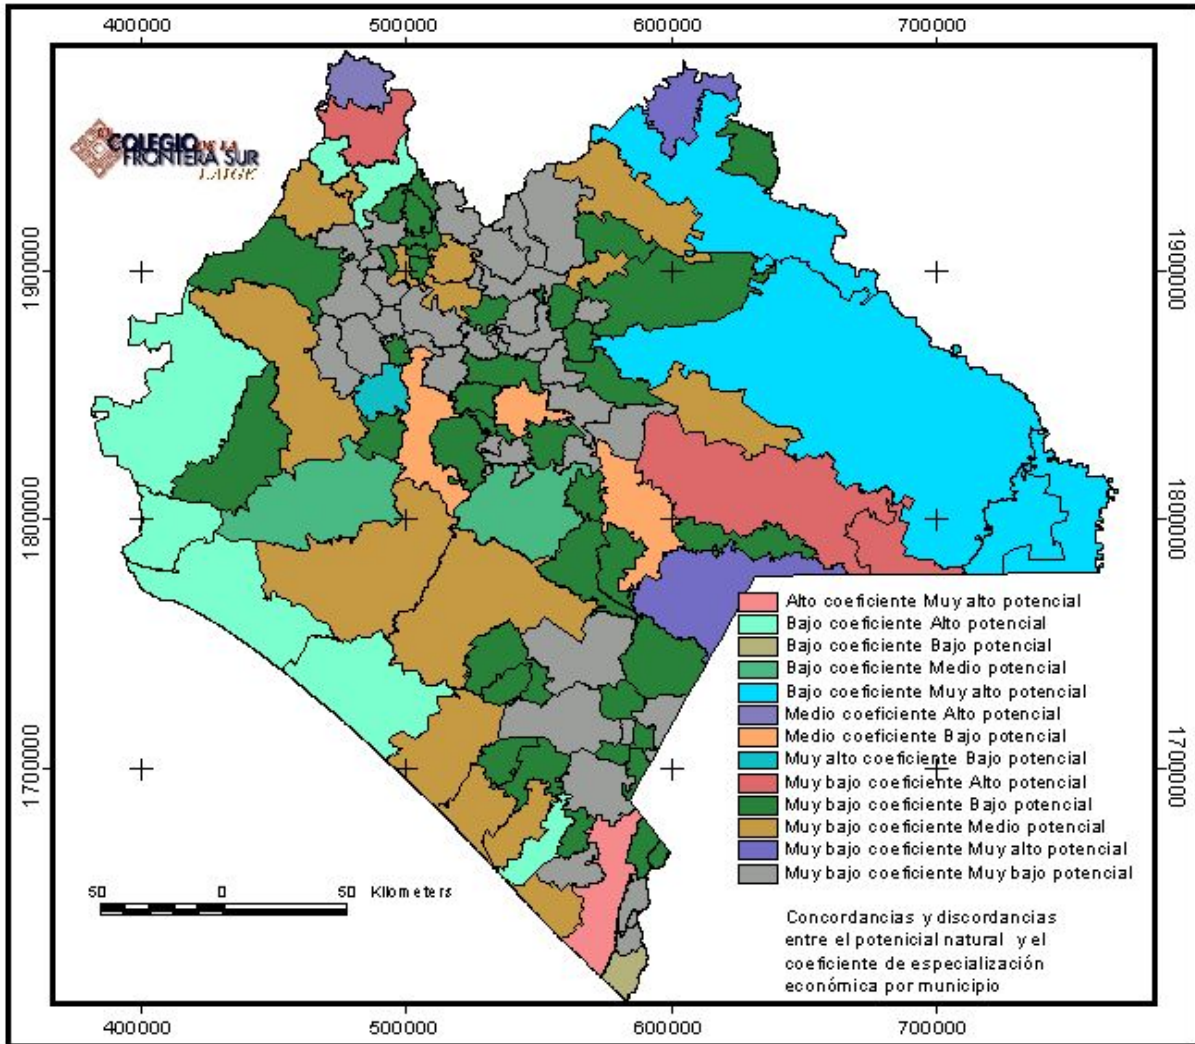 400000 500000 600000 700000
COLEGIO DE LA
FRONTERA SUR
LAIGE
1900000 1900000
1800000 1800000
Alto coeficiente Muy alto potencial
Bajo coeficiente Alto potencial
Bajo coeficiente Bajo potencial
Bajo coeficiente Medio potencial
Bajo coeficiente Muy alto potencial
Medio coeficiente Alto potencial
Medio coeficiente Bajo potencial
Muy alto coeficiente Bajo potencial
Muy bajo coeficiente Alto potencial
Muy bajo coeficiente Bajo potencial
Muy bajo coeficiente Medio potencial
Muy bajo coeficiente Muy alto potencial
Muy bajo coeficiente Muy bajo potencial
1700000 1700000
50 0 50 Kilometers
Concordancias y discordancias
entre el potenicial natural y el
coeficiente de especialización
económica por municipio
400000 500000 600000 700000